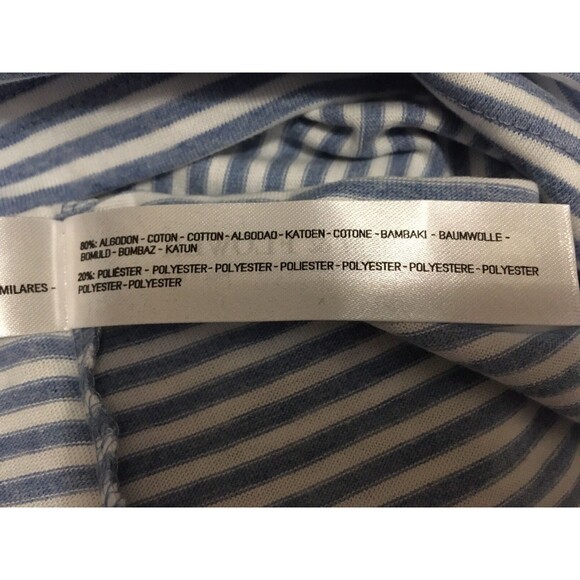 80%: ALGODON - COTON - COTTON - ALGODAO - KATOEN - COTONE - BAMBAKI - BAUMWOLLE -
BOMULD - BOMBAZ - KATUN
20%: POLIÉSTER - POLYESTER - POLYESTER - POLIESTER - POLYESTER - POLYESTERE - POLYESTER
POLYESTER - POLYESTER
MILARES -